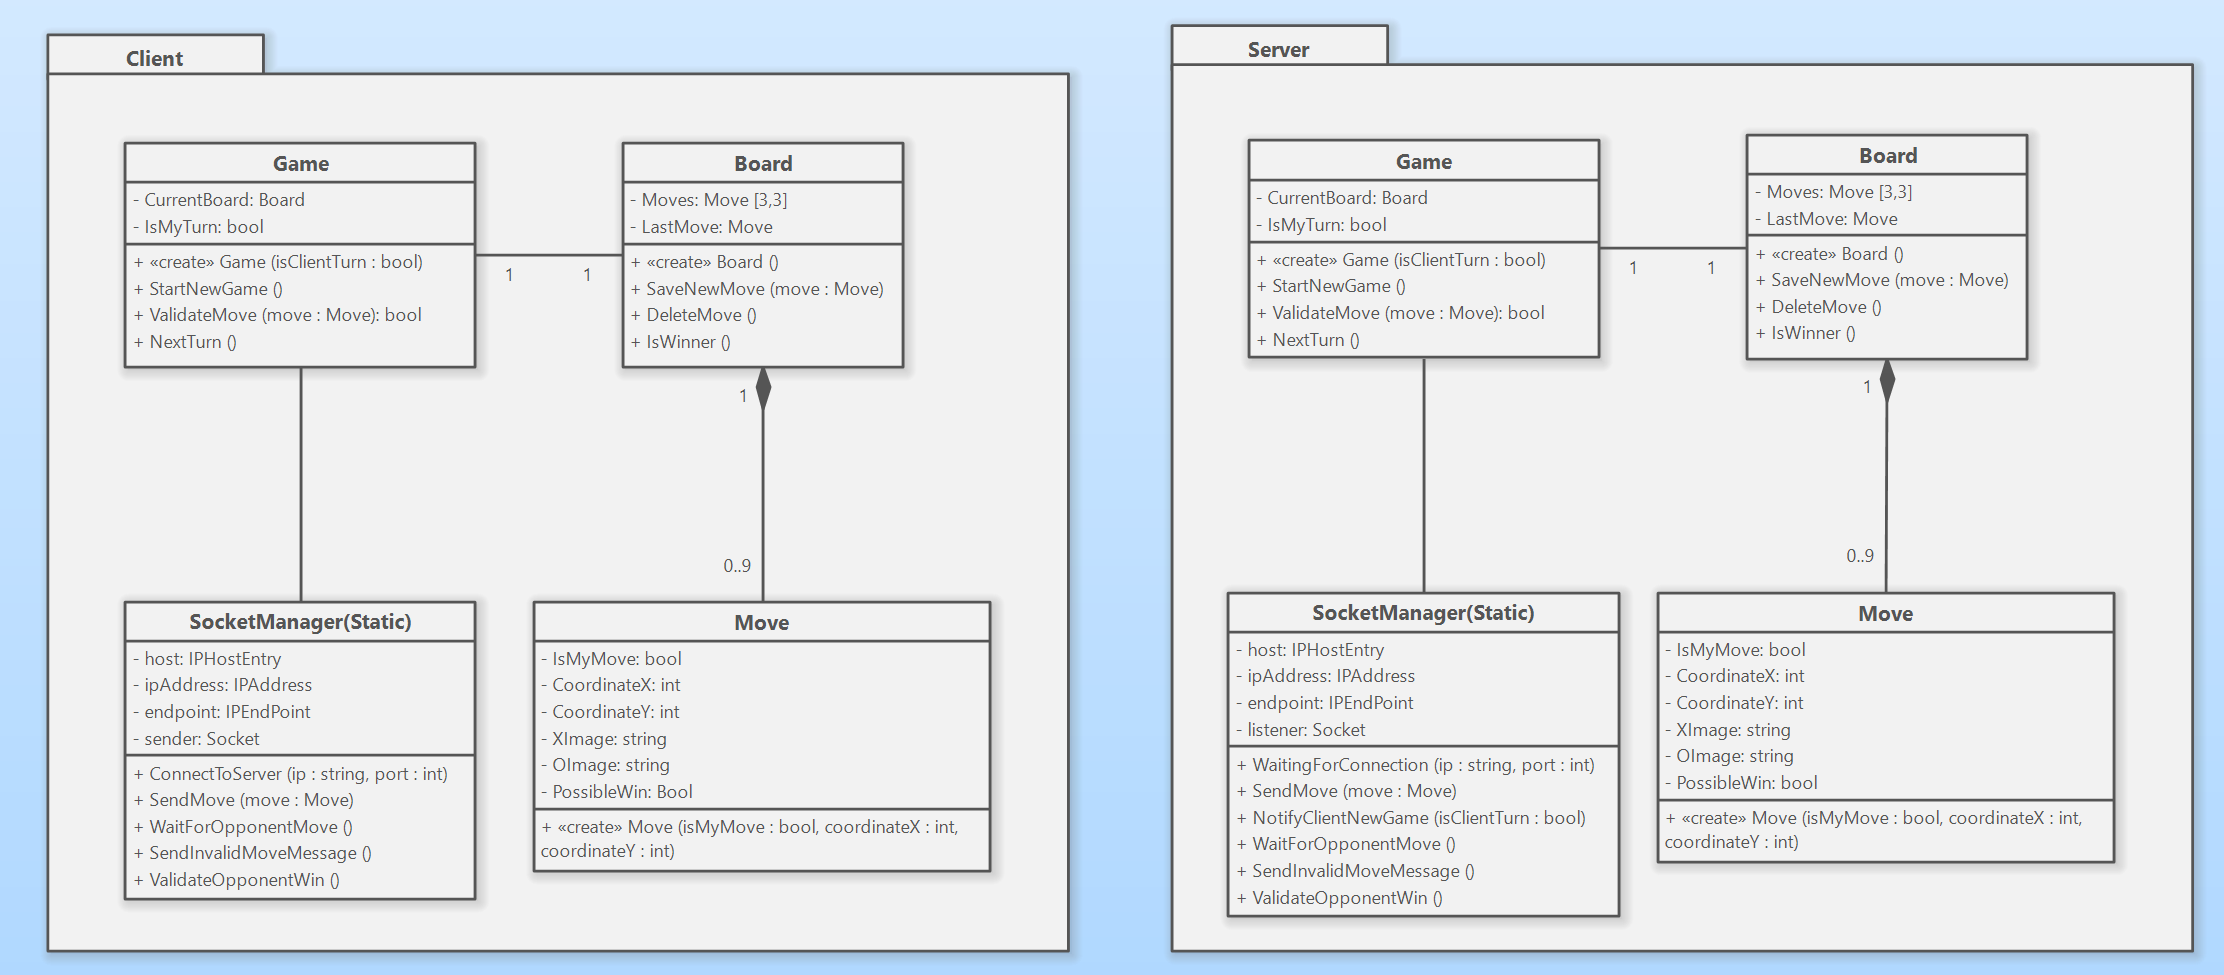 Client
Game
- CurrentBoard: Board
- IsMyTurn: bool
+ «create» Game (isClientTurn : bool)
+ StartNewGame ()
+ ValidateMove (move : Move): bool
+ NextTurn ()
1
1
Board
- Moves: Move [3,3]
- LastMove: Move
+ «create» Board ()
+ SaveNewMove (move : Move)
+ DeleteMove ()
+ IsWinner ()
1
0..9
SocketManager(Static)
- host: IPHostEntry
- ipAddress: IPAddress
- endpoint: IPEndPoint
- sender: Socket
+ ConnectToServer (ip : string, port : int)
+ SendMove (move : Move)
+ WaitForOpponentMove ()
+ SendInvalidMoveMessage ()
+ ValidateOpponentWin ()
Move
- IsMyMove: bool
- CoordinateX: int
- CoordinateY: int
- XImage: string
- OImage: string
- PossibleWin: Bool
+ «create» Move (isMyMove : bool, coordinateX : int,
coordinateY : int)
Server
Game
- CurrentBoard: Board
- IsMyTurn: bool
+ «create» Game (isClientTurn : bool)
+ StartNewGame ()
+ ValidateMove (move : Move): bool
+ NextTurn ()
1
1
Board
- Moves: Move [3,3]
- LastMove: Move
+ «create» Board ()
+ SaveNewMove (move : Move)
+ DeleteMove ()
+ IsWinner ()
1
0..9
SocketManager(Static)
- host: IPHostEntry
- ipAddress: IPAddress
- endpoint: IPEndPoint
- listener: Socket
+ WaitingForConnection (ip : string, port : int)
+ SendMove (move : Move)
+ NotifyClientNewGame (isClientTurn : bool)
+ WaitForOpponentMove ()
+ SendInvalidMoveMessage ()
+ ValidateOpponentWin ()
Move
- IsMyMove: bool
- CoordinateX: int
- CoordinateY: int
- XImage: string
- OImage: string
- PossibleWin: bool
+ «create» Move (isMyMove : bool, coordinateX : int,
coordinateY : int)